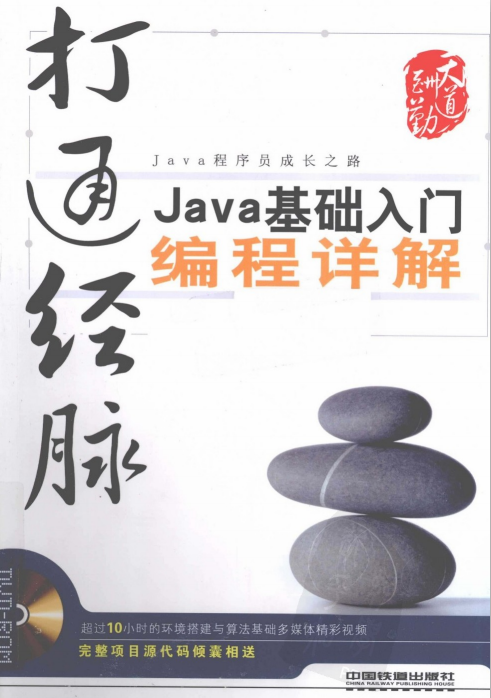 打通经脉
天道酬勤
Java程序员成长之路
Java基础入门
编程详解
DVD-ROM
超过10小时的环境搭建与算法基础多媒体精彩视频
完整项目源代码倾囊相送
中国铁道出版社
CHINA RAILWAY PUBLISHING HOUSE